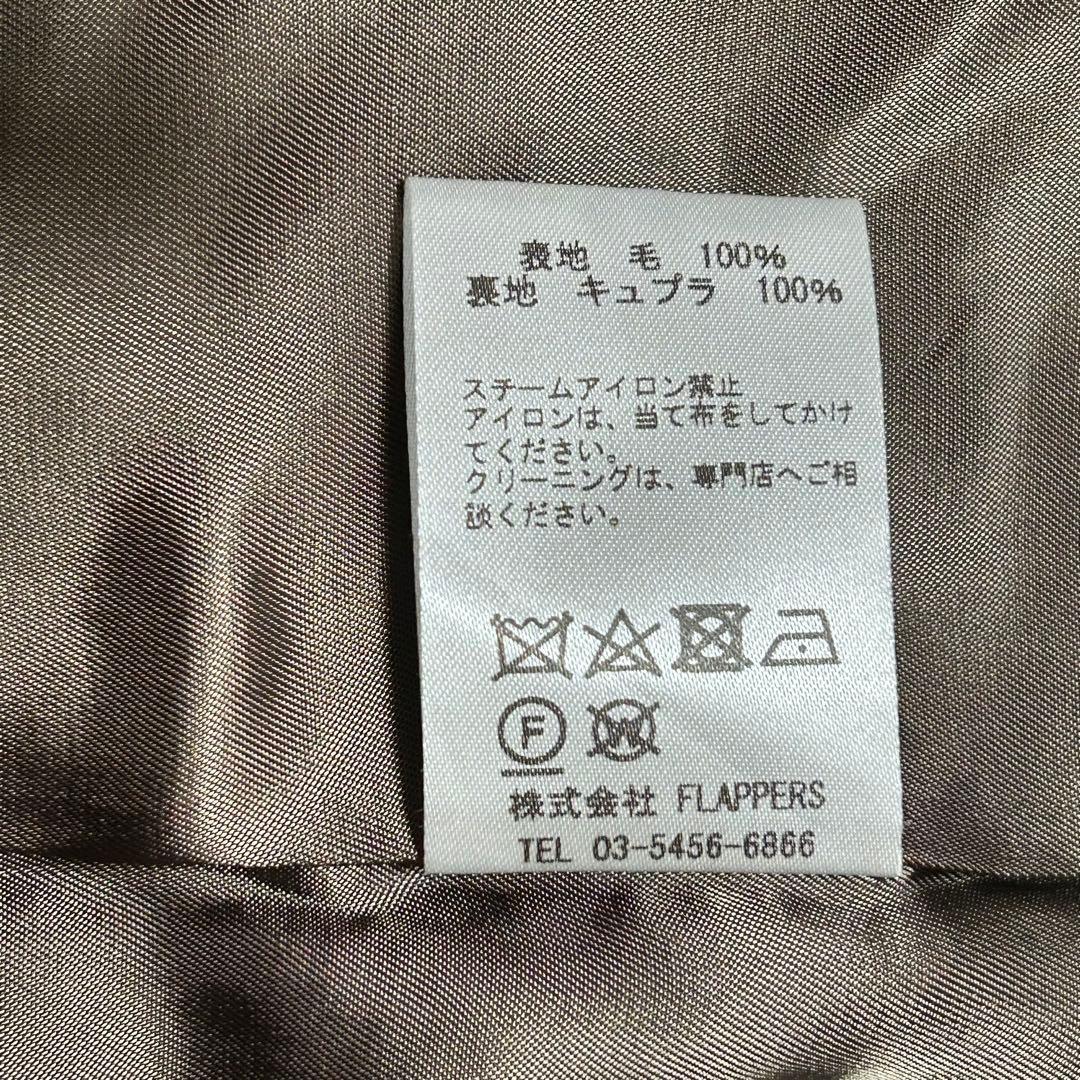 表地　毛　100%
裏地　キュプラ　100%
スチームアイロン禁止
アイロンは、当て布をしてかけ
てください。
クリーニングは、専門店へご相
談ください。
F W
株式会社 FLAPPERS
TEL 03-5456-6866